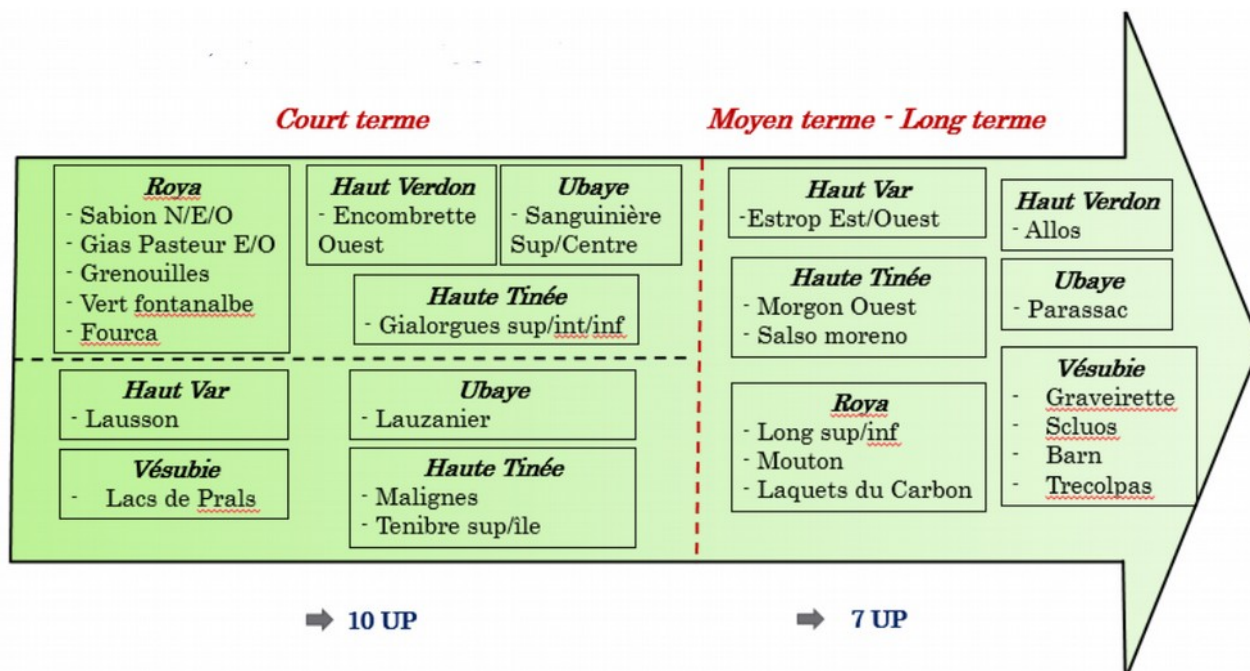 Court terme
Moyen terme - Long terme
Roya
- Sabion N/E/O
- Gias Pasteur E/O
- Grenouilles
- Vert fontanalbe
- Fourca
Haut Verdon
- Encombrette
Ouest
Ubaye
- Sanguinière
Sup/Centre
Haute Tinée
- Gialorgues sup/int/inf
Haut Var
- Lausson
Vésubie
- Lacs de Prals
Ubaye
- Lauzanier
Haute Tinée
- Malignes
- Tenibre sup/île
Haut Var
-Estrop Est/Ouest
Haute Tinée
- Morgon Ouest
- Salso moreno
Roya
- Long sup/inf
- Mouton
- Laquets du Carbon
Haut Verdon
- Allos
Ubaye
- Parassac
Vésubie
- Graveirette
- Scluos
- Barn
- Trecolpas
10 UP
7 UP